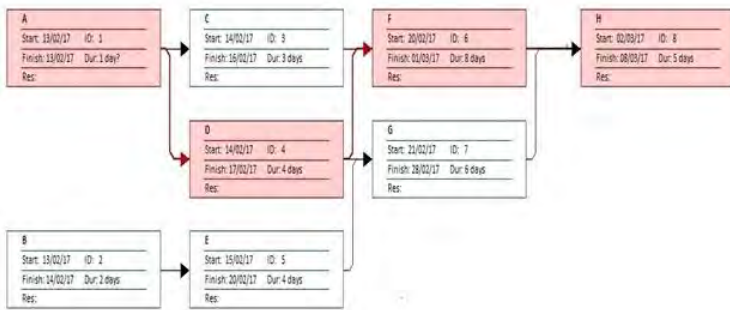 A
Start: 13/02/17 ID: 1
Finish: 13/02/17 Dur: 1 day?
Res:
C
Start: 14/02/17 ID: 3
Finish: 16/02/17 Dur: 3 days
Res:
F
Start: 20/02/17 ID: 6
Finish: 01/03/17 Dur: 8 days
Res:
H
Start: 02/03/17 ID: 8
Finish: 08/03/17 Dur: 5 days
Res:
D
Start: 14/02/17 ID: 4
Finish: 17/02/17 Dur: 4 days
Res:
G
Start: 21/02/17 ID: 7
Finish: 28/02/17 Dur: 6 days
Res:
B
Start: 13/02/17 ID: 2
Finish: 14/02/17 Dur: 2 days
Res:
E
Start: 15/02/17 ID: 5
Finish: 20/02/17 Dur: 4 days
Res: